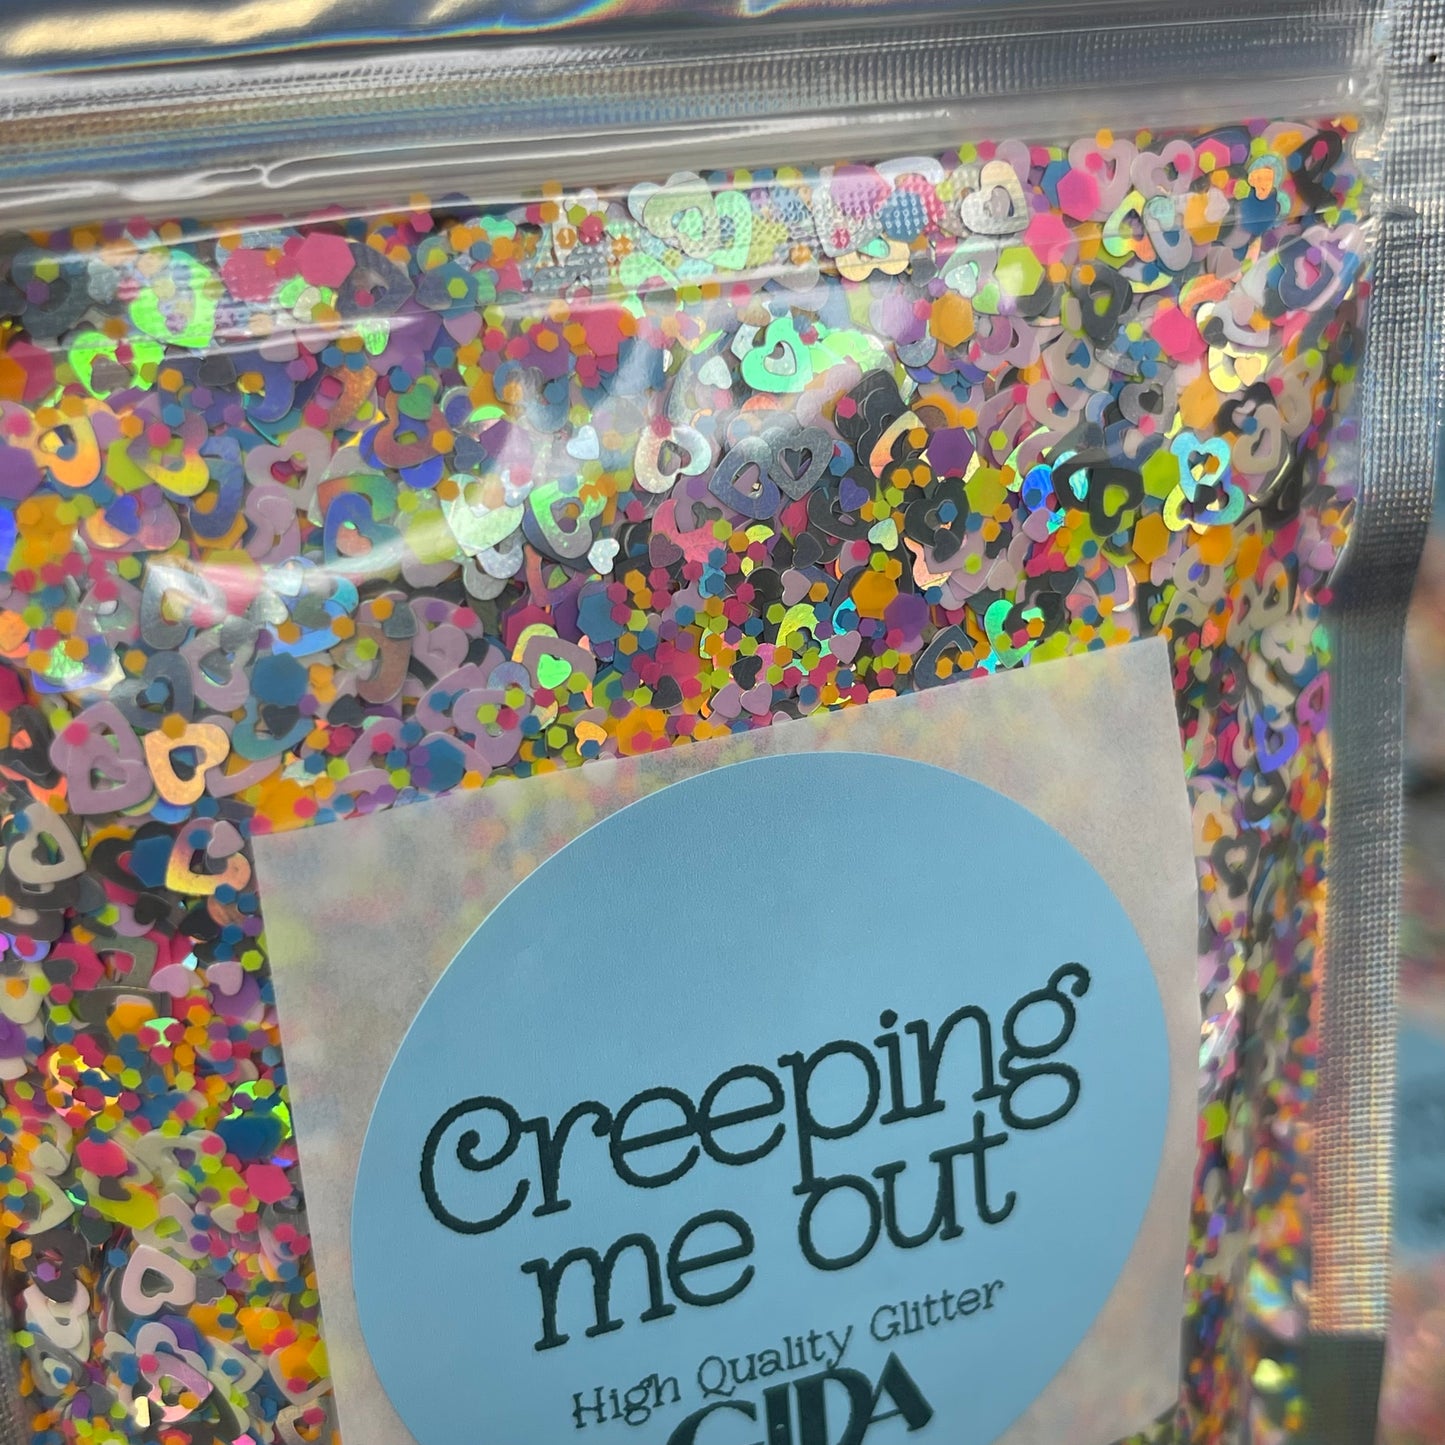 Creeping
me out
High Quality Glitter